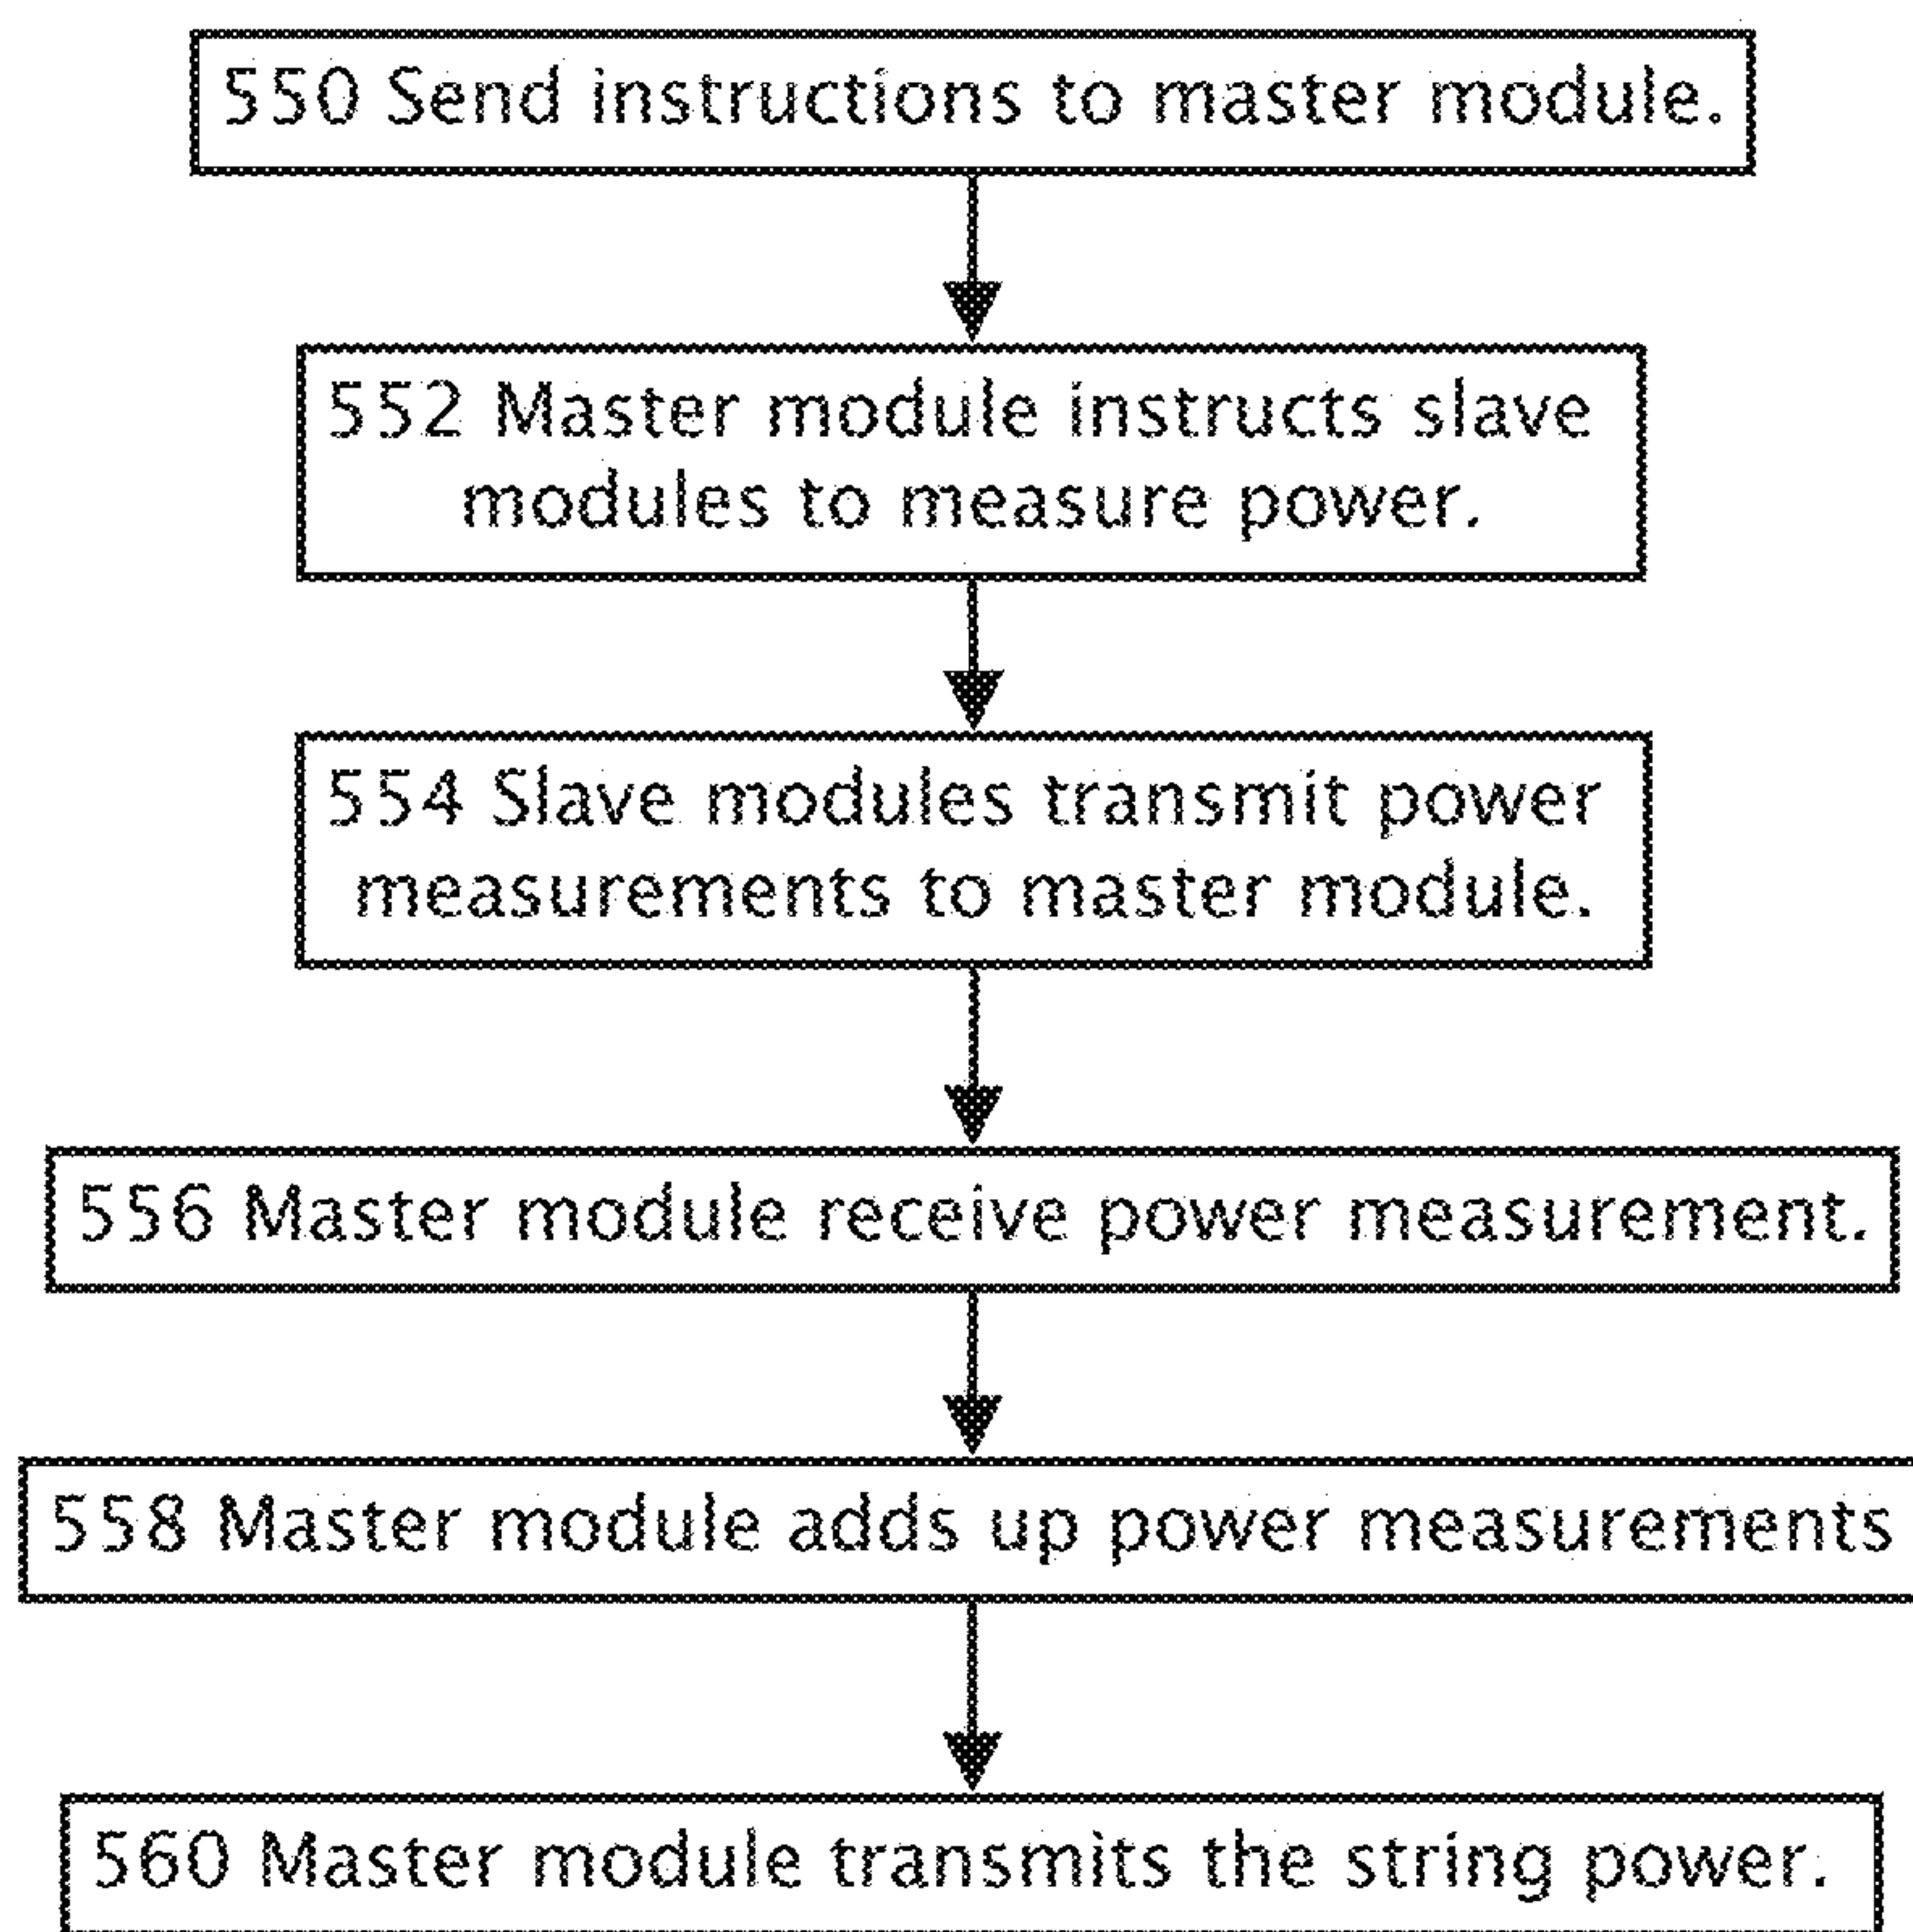 550 Send instructions to master module.
552 Master module instructs slave
modules to measure power.
554 Slave modules transmit power
measurements to master module.
556 Master module receive power measurement.
558 Master module adds up power measurements
560 Master module transmits the string power.